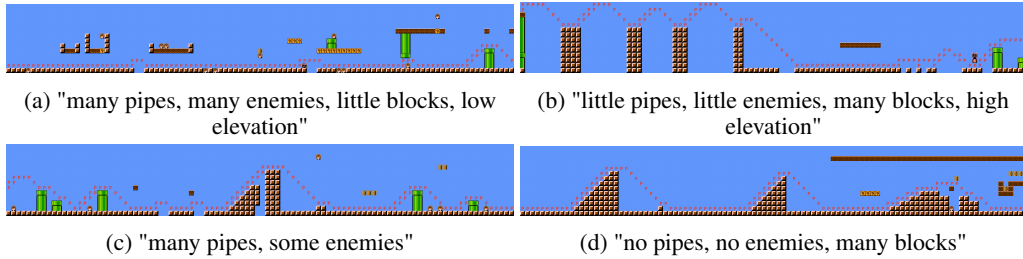 (a) "many pipes, many enemies, little blocks, low
elevation"
(b) "little pipes, little enemies, many blocks, high
elevation"
(c) "many pipes, some enemies"
(d) "no pipes, no enemies, many blocks"